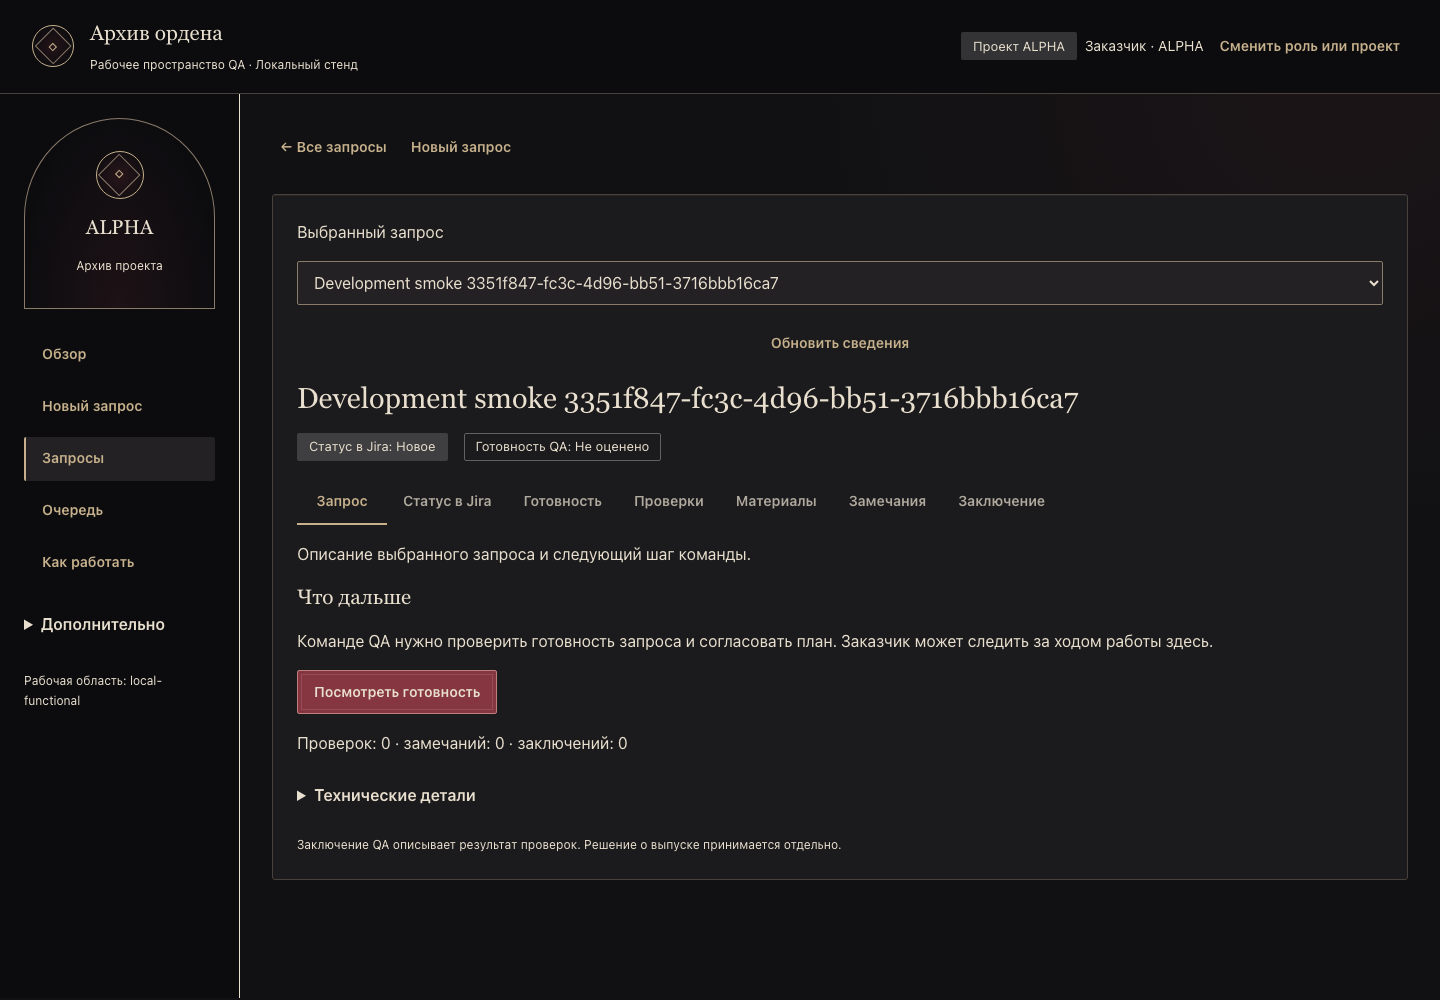 Архив ордена
Рабочее пространство QA · Локальный стенд
Проект ALPHA
Заказчик · ALPHA
Сменить роль или проект
ALPHA
Архив проекта
Обзор
Новый запрос
Запросы
Очередь
Как работать
▶ Дополнительно
Рабочая область: local-
functional
← Все запросы
Новый запрос
Выбранный запрос
Development smoke 3351f847-fc3c-4d96-bb51-3716bbb16ca7
Обновить сведения
Development smoke 3351f847-fc3c-4d96-bb51-3716bbb16ca7
Статус в Jira: Новое
Готовность QA: Не оценено
Запрос
Статус в Jira
Готовность
Проверки
Материалы
Замечания
Заключение
Описание выбранного запроса и следующий шаг команды.
Что дальше
Команде QA нужно проверить готовность запроса и согласовать план. Заказчик может следить за ходом работы здесь.
Посмотреть готовность
Проверок: 0 · замечаний: 0 · заключений: 0
▶ Технические детали
Заключение QA описывает результат проверок. Решение о выпуске принимается отдельно.